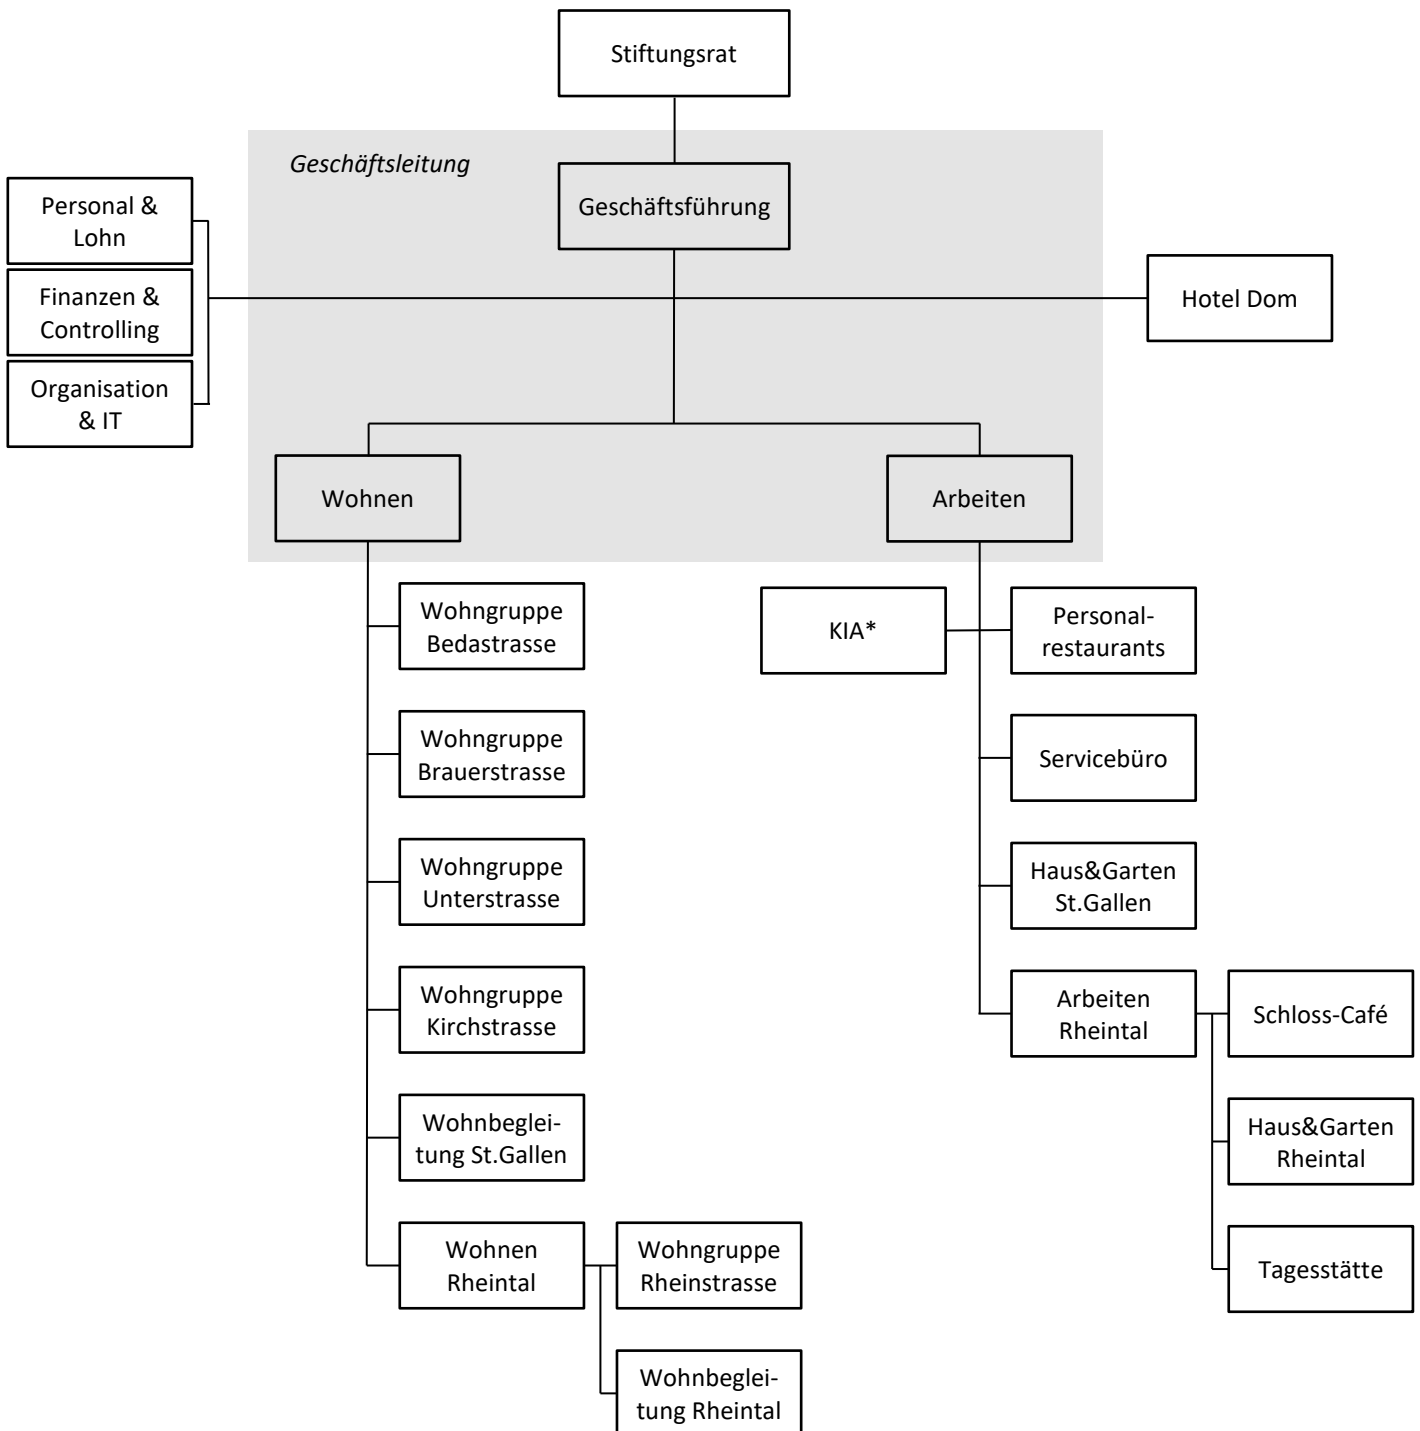 Stiftungsrat
Geschäftsleitung
Geschäftsführung
Personal &
Lohn
Finanzen &
Controlling
Organisation
& IT
Hotel Dom
Wohnen
Arbeiten
Wohngruppe
Bedastrasse
Wohngruppe
Brauerstrasse
Wohngruppe
Unterstrasse
Wohngruppe
Kirchstrasse
Wohnbeglei-
tung St.Gallen
Wohnen
Rheintal
Wohngruppe
Rheinstrasse
Wohnbeglei-
tung Rheintal
KIA*
Personal-
restaurants
Servicebüro
Haus&Garten
St.Gallen
Arbeiten
Rheintal
Schloss-Café
Haus&Garten
Rheintal
Tagesstätte